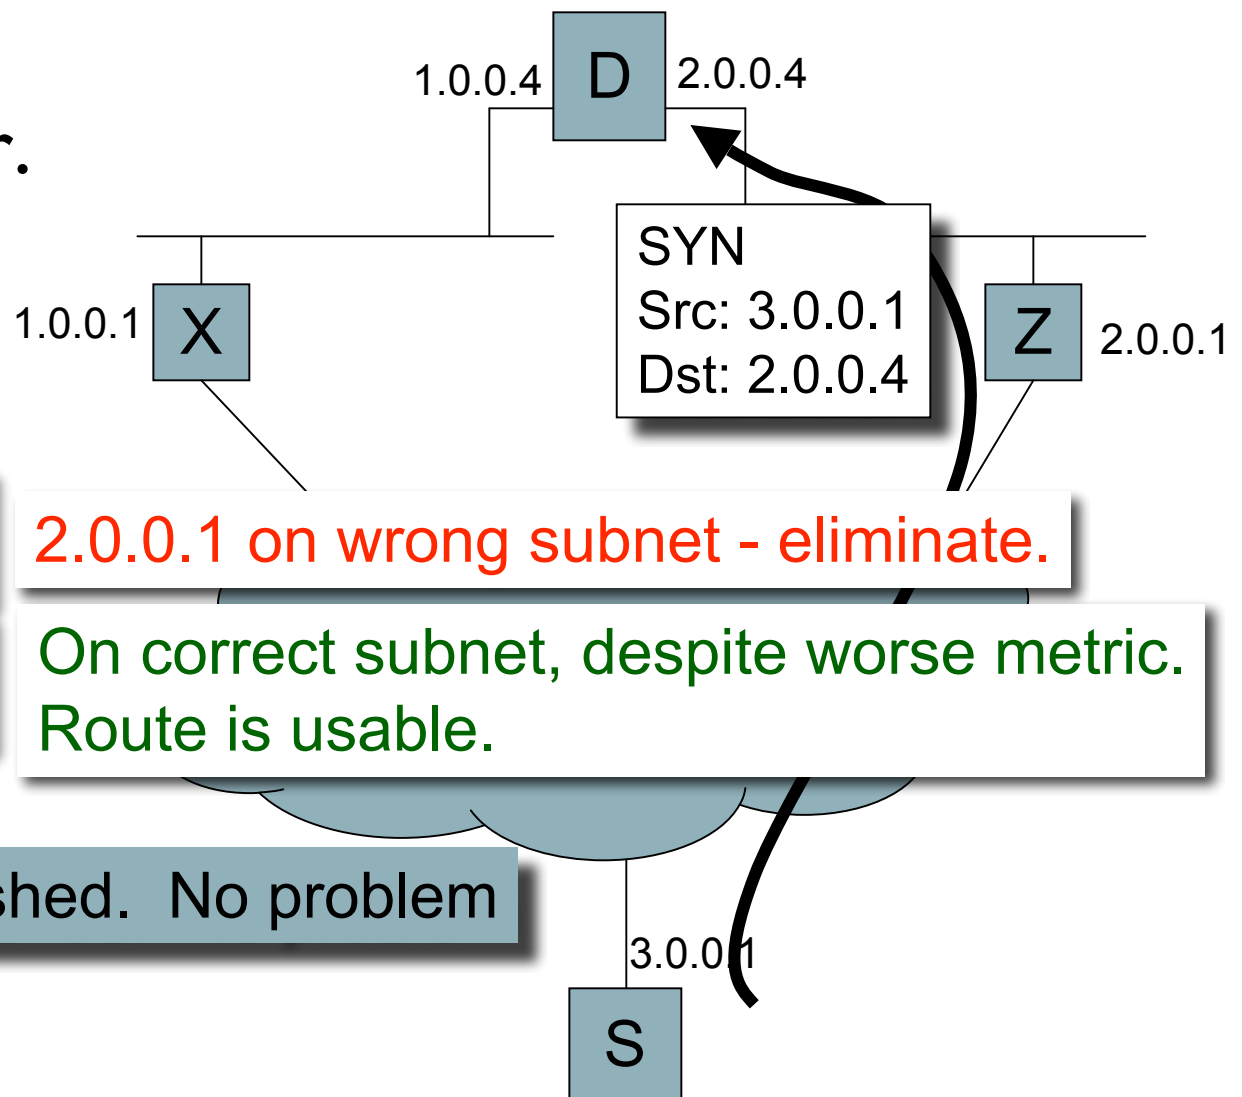 D
1.0.0.4
2.0.0.4
r.
SYN
Src: 3.0.0.1
Dst: 2.0.0.4
1.0.0.1
X
Z
2.0.0.1
2.0.0.1 on wrong subnet - eliminate.
On correct subnet, despite worse metric.
Route is usable.
shed.  No problem
3.0.0.1
S